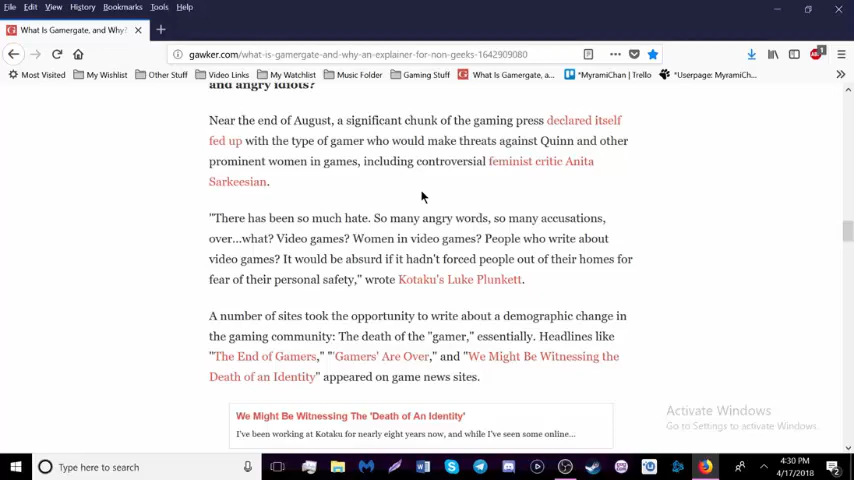 File Edit View History Bookmarks Tools Help
What Is Gamergate, and Why?
gawker.com/what-is-gamergate-and-why-an-explainer-for-non-geeks-1642909080
Most Visited My Wishlist Other Stuff Video Links My Watchlist Music Folder Gaming Stuff What Is Gamergate, a... *MyramiChan | Trello *Userpage: MyramiCh...
and angry idiots?
Near the end of August, a significant chunk of the gaming press declared itself
fed up with the type of gamer who would make threats against Quinn and other
prominent women in games, including controversial feminist critic Anita
Sarkeesian.
"There has been so much hate. So many angry words, so many accusations,
over...what? Video games? Women in video games? People who write about
video games? It would be absurd if it hadn't forced people out of their homes for
fear of their personal safety," wrote Kotaku's Luke Plunkett.
A number of sites took the opportunity to write about a demographic change in
the gaming community: The death of the "gamer," essentially. Headlines like
"The End of Gamers," "'Gamers' Are Over," and "We Might Be Witnessing the
Death of an Identity" appeared on game news sites.
We Might Be Witnessing The 'Death of An Identity'
I've been working at Kotaku for nearly eight years now, and while I've seen some online...
Activate Windows
Go to Settings to activate Windows.
Type here to search
4:30 PM
4/17/2018